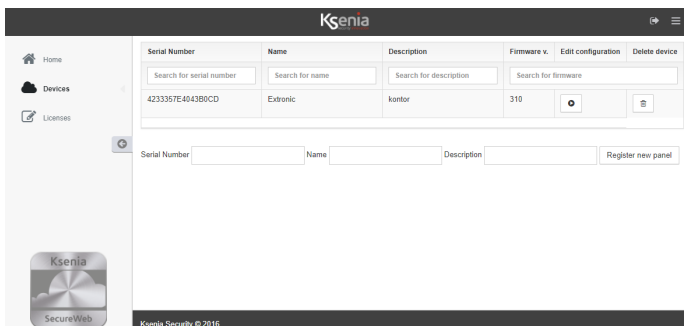 Ksenia
Home
Devices
Licenses
Serial Number Name Description Firmware v. Edit configuration Delete device
Search for serial number Search for name Search for description Search for firmware
4233357E4043B0CD Extronic kontor 310
Serial Number Name Description Register new panel
Ksenia
SecureWeb
Ksenia Security © 2016